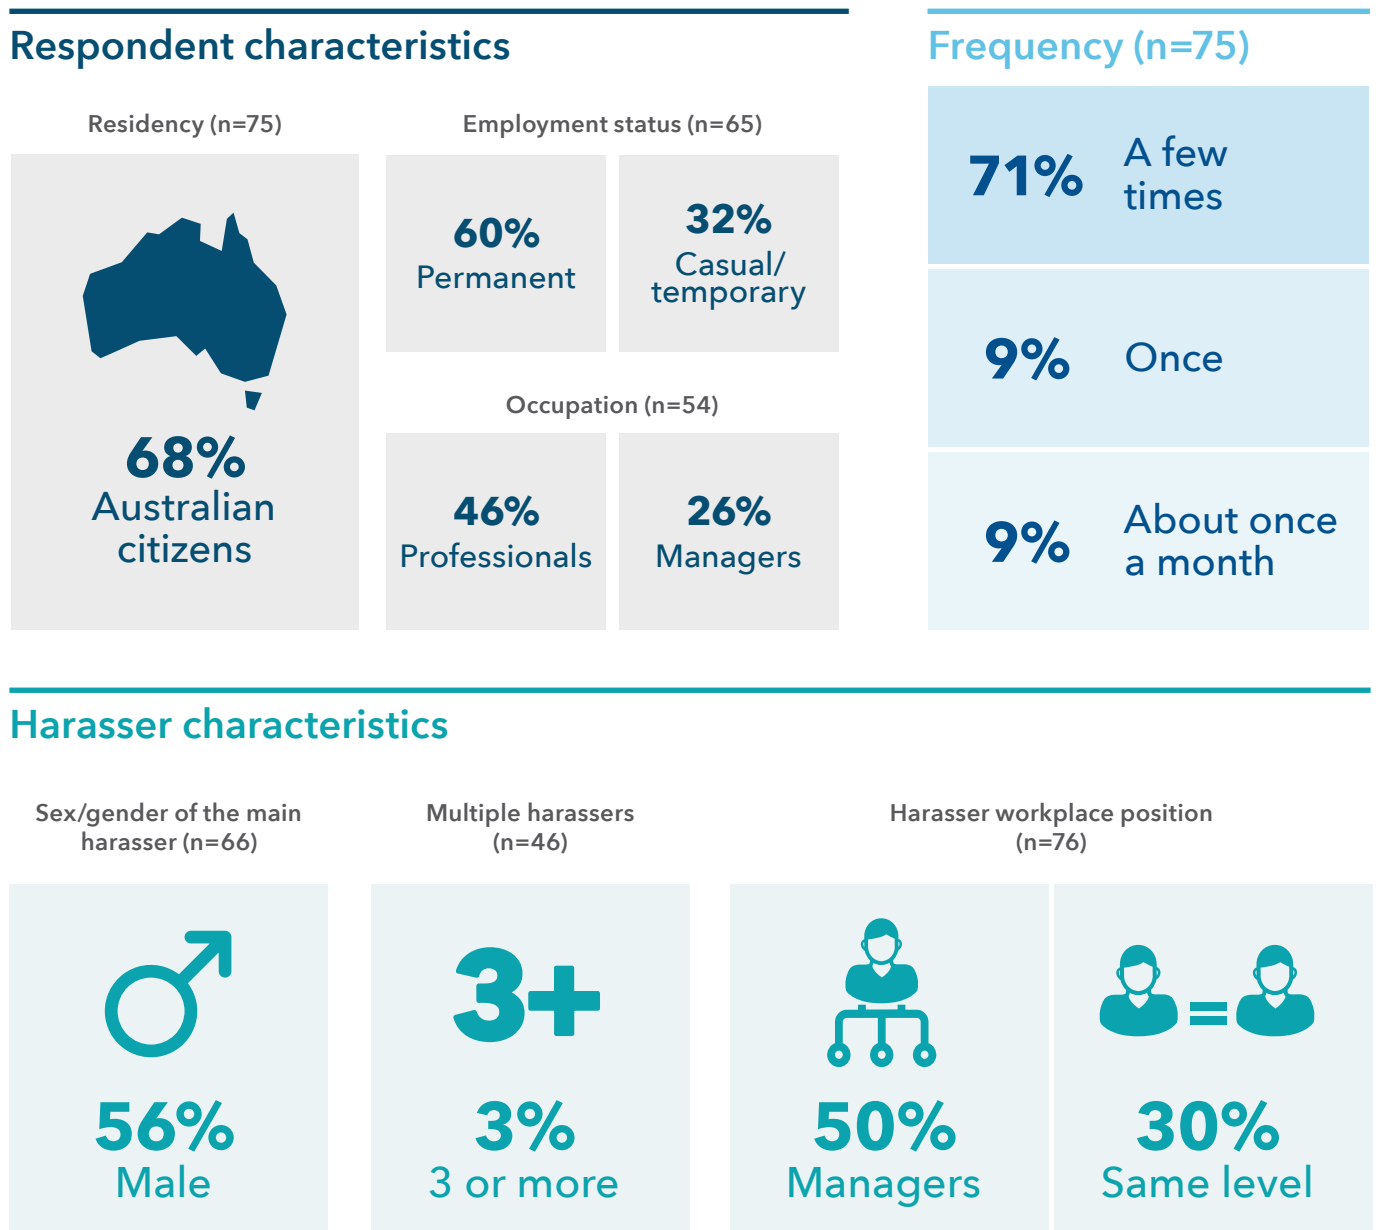 Respondent characteristics
Residency (n=75)
68%
Australian
citizens
Employment status (n=65)
60%
Permanent
32%
Casual/
temporary
Occupation (n=54)
46%
Professionals
26%
Managers
Frequency (n=75)
71%
A few
times
9%
Once
9%
About once
a month
Harasser characteristics
Sex/gender of the main
harasser (n=66)
56%
Male
Multiple harassers
(n=46)
3+
3%
3 or more
Harasser workplace position
(n=76)
50%
Managers
=
30%
Same level